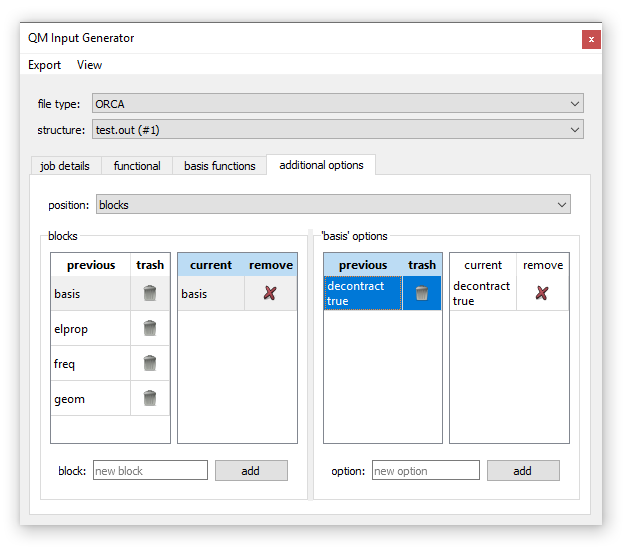 QM Input Generator
x
Export View
file type: ORCA
structure: test.out (#1)
job details functional basis functions additional options
position: blocks
blocks 'basis' options
previous trash current remove previous trash current remove
basis basis decontract true decontract true
elprop
freq
geom
block: new block add option: new option add